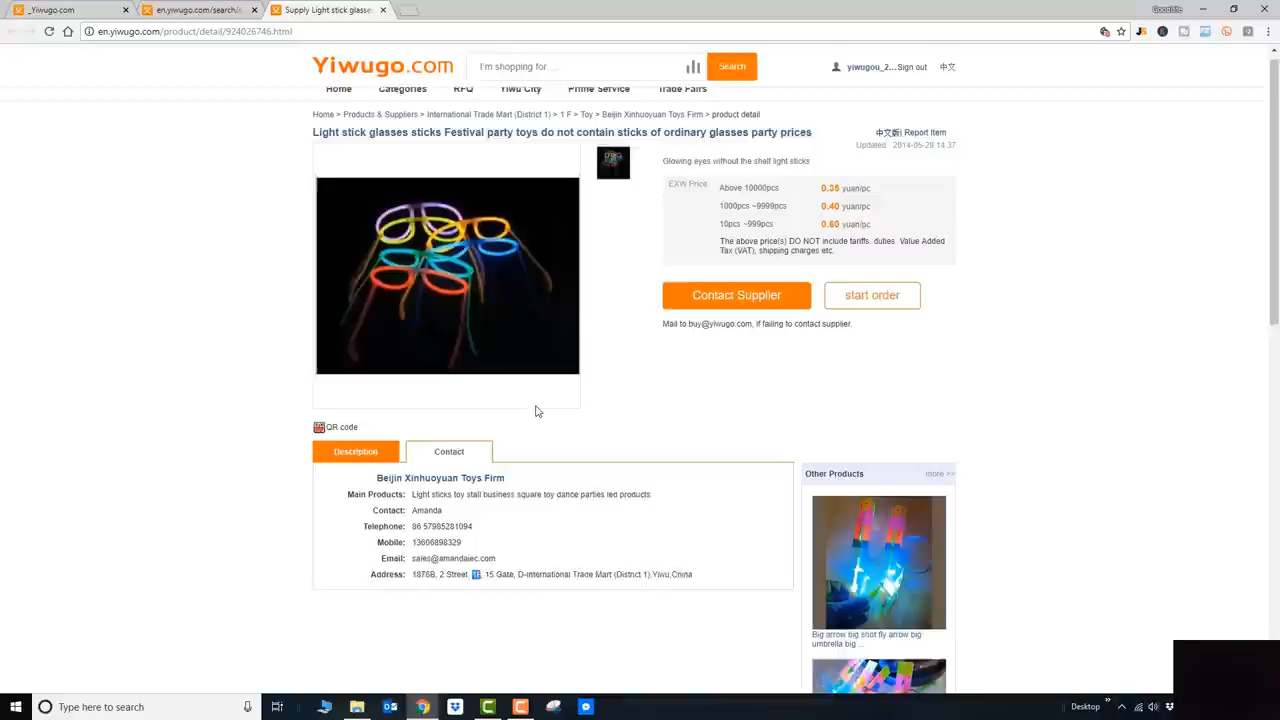 _Yiwugo.com
en.yiwugo.com/search/s
Supply Light stick glasse
Goodlife
en.yiwugo.com/product/detail/924026746.html
Yiwugo.com
I'm shopping for ...
Search
yiwugou_2... Sign out
中文
Home
Categories
RFQ
Yiwu City
Prime Service
Trade Fairs
Home > Products & Suppliers > International Trade Mart (District 1) > 1 F > Toy > Beijin Xinhuoyuan Toys Firm > product detail
Light stick glasses sticks Festival party toys do not contain sticks of ordinary glasses party prices
中文版| Report Item
Updated 2014-05-29 14:37
Glowing eyes without the shelf light sticks
EXW Price
Above 10000pcs 0.35 yuan/pc
1000pcs ~9999pcs 0.40 yuan/pc
10pcs ~999pcs 0.60 yuan/pc
The above price(s) DO NOT include tariffs, duties, Value Added
Tax (VAT), shipping charges etc.
Contact Supplier
start order
Mail to buy@yiwugo.com, if failing to contact supplier.
QR code
Description
Contact
Beijin Xinhuoyuan Toys Firm
Main Products: Light sticks toy stall business square toy dance parties led products
Contact: Amanda
Telephone: 86 57985281094
Mobile: 13606898329
Email: sales@amandaiec.com
Address: 1876B, 2 Street, 1F, 15 Gate, D-International Trade Mart (District 1),Yiwu,China
Other Products
more >>
Big arrow big shot fly arrow big
umbrella big ...
Type here to search
Desktop